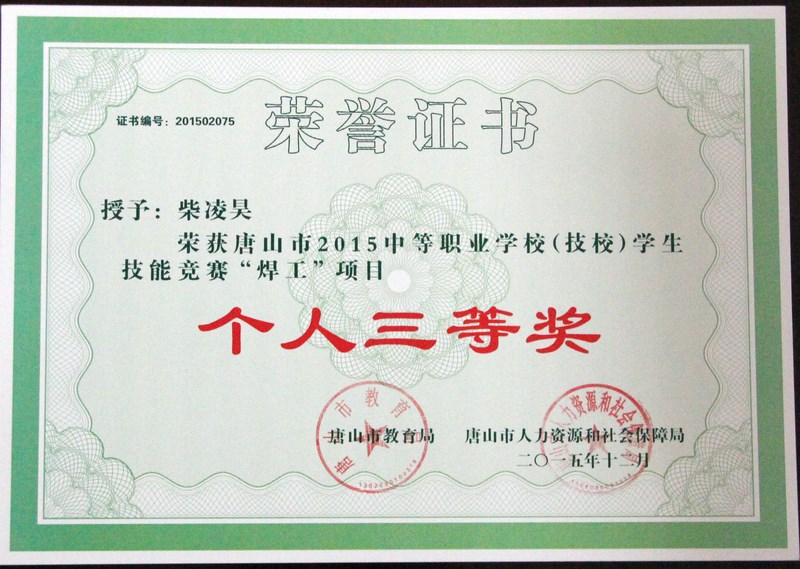 荣誉证书
证书编号：201502075
授予：柴凌昊
荣获唐山市2015中等职业学校(技校)学生
技能竞赛“焊工”项目
个人三等奖
唐山市教育局
唐山市人力资源和社会保障局
二〇一五年十二月